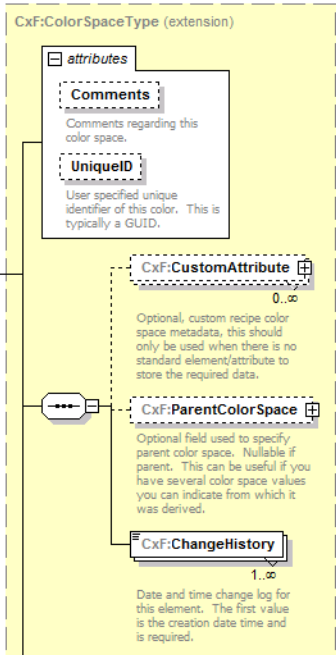 CxF:ColorSpaceType (extension)
attributes
Comments
Comments regarding this
color space.
UniqueID
User specified unique
identifier of this color.  This is
typically a GUID.
CxF:CustomAttribute
0..∞
Optional, custom recipe color
space metadata, this should
only be used when there is no
standard element/attribute to
store the required data.
CxF:ParentColorSpace
Optional field used to specify
parent color space.  Nullable if
parent.  This can be useful if you
have several color space values
you can indicate from which it
was derived.
CxF:ChangeHistory
1..∞
Date and time change log for
this element.  The first value
is the creation date time and
is required.